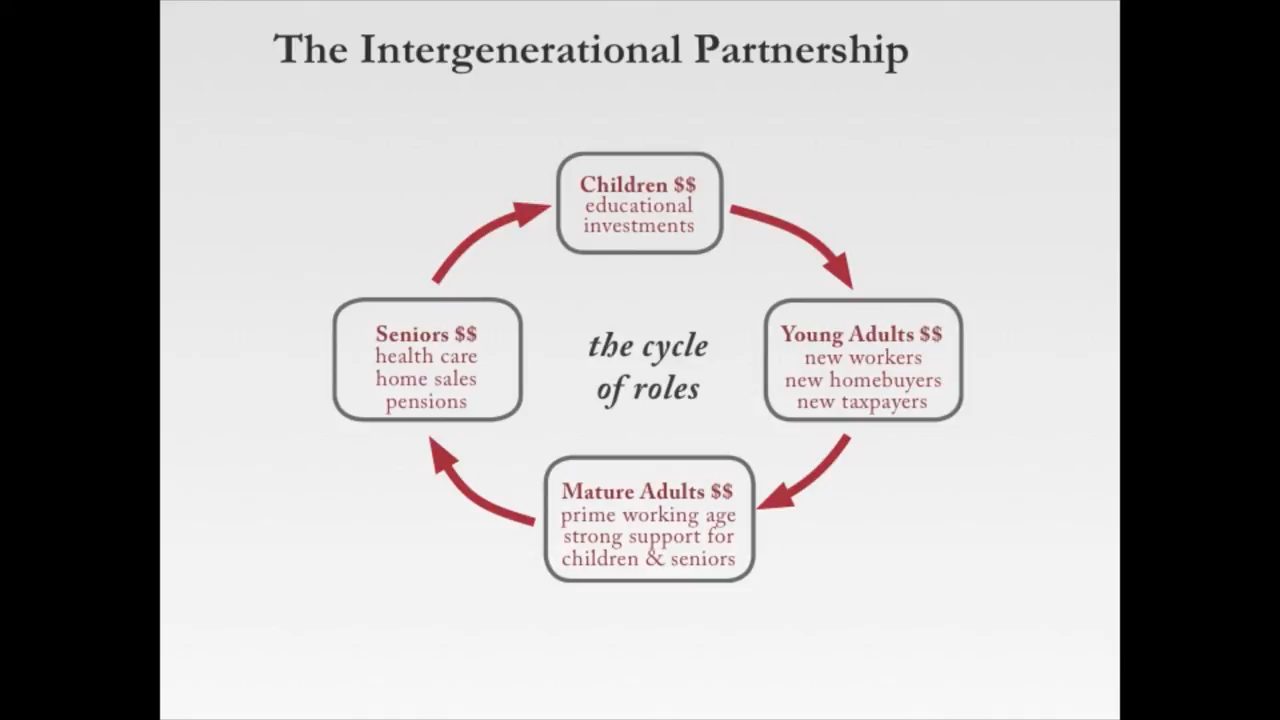 The Intergenerational Partnership
Children $$
educational
investments
Seniors $$
health care
home sales
pensions
the cycle
of roles
Young Adults $$
new workers
new homebuyers
new taxpayers
Mature Adults $$
prime working age
strong support for
children & seniors